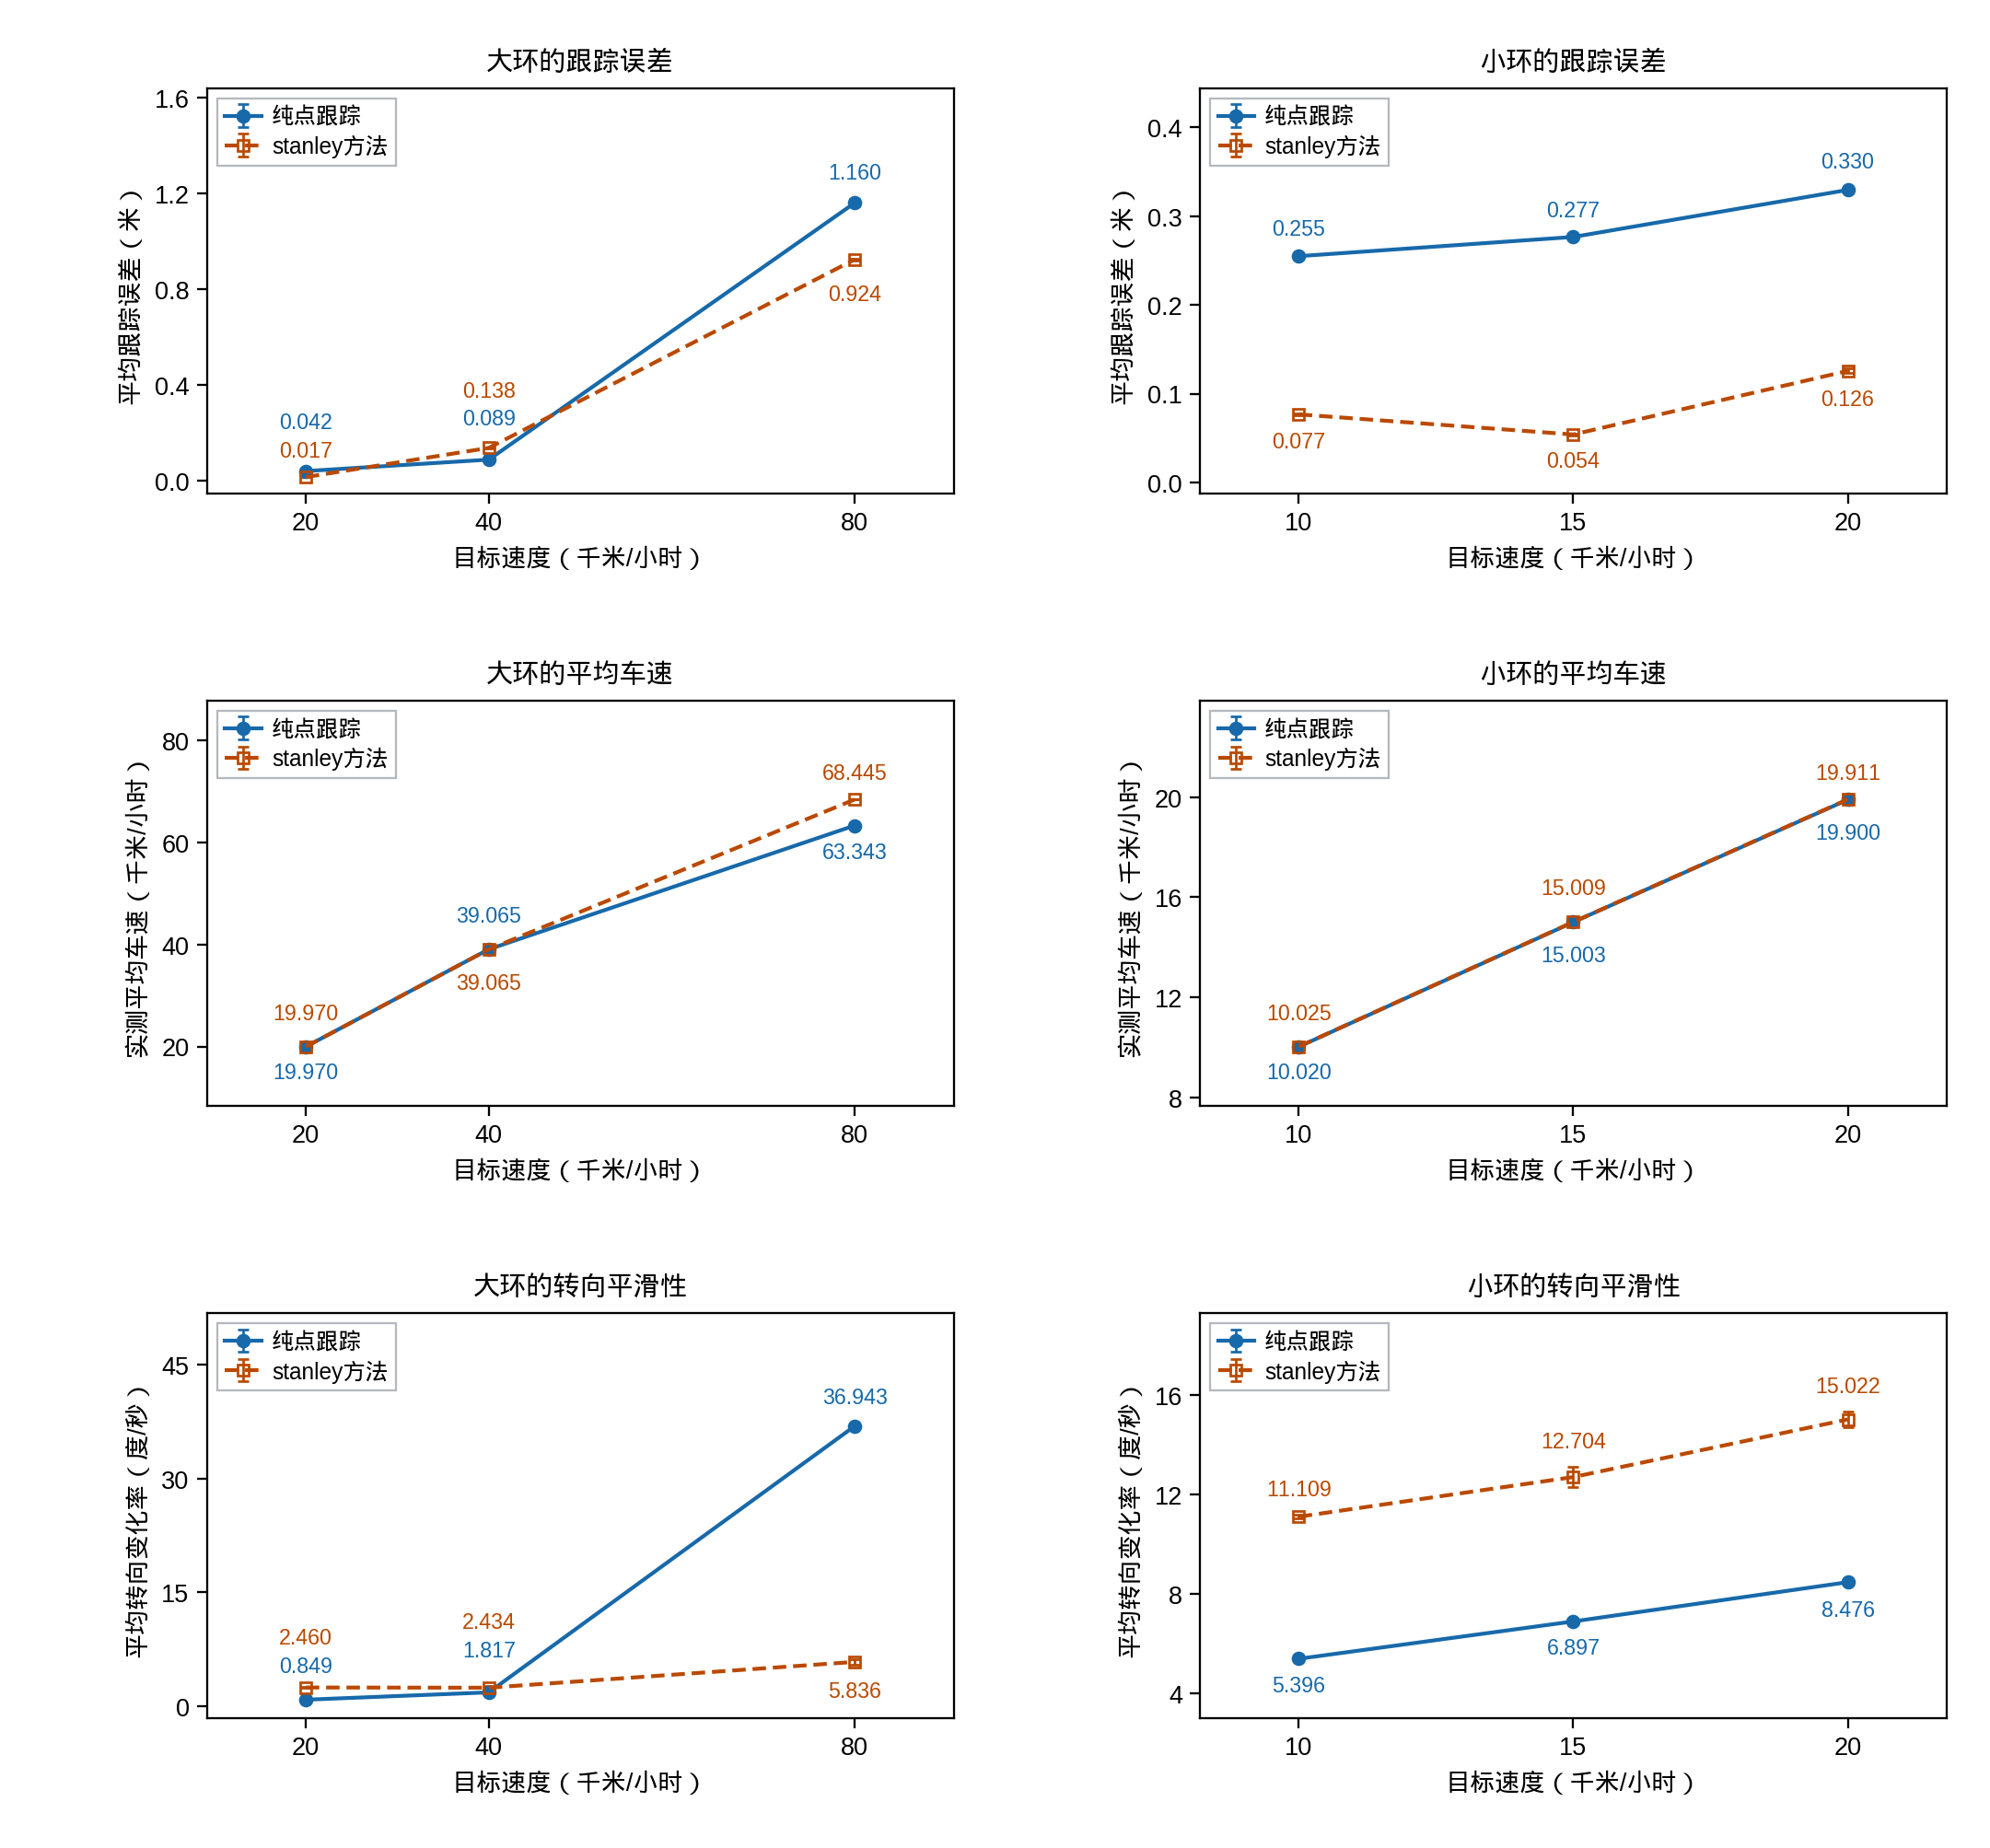 大环的跟踪误差
纯点跟踪
stanley方法
平均跟踪误差（米）
1.6
1.2
0.8
0.4
0.0
0.042
0.017
0.138
0.089
1.160
0.924
20
40
80
目标速度（千米/小时）
小环的跟踪误差
纯点跟踪
stanley方法
平均跟踪误差（米）
0.4
0.3
0.2
0.1
0.0
0.255
0.277
0.330
0.077
0.054
0.126
10
15
20
目标速度（千米/小时）
大环的平均车速
纯点跟踪
stanley方法
实测平均车速（千米/小时）
80
60
40
20
19.970
19.970
39.065
39.065
68.445
63.343
20
40
80
目标速度（千米/小时）
小环的平均车速
纯点跟踪
stanley方法
实测平均车速（千米/小时）
20
16
12
8
10.025
10.020
15.009
15.003
19.911
19.900
10
15
20
目标速度（千米/小时）
大环的转向平滑性
纯点跟踪
stanley方法
平均转向变化率（度/秒）
45
30
15
0
2.460
0.849
2.434
1.817
36.943
5.836
20
40
80
目标速度（千米/小时）
小环的转向平滑性
纯点跟踪
stanley方法
平均转向变化率（度/秒）
16
12
8
4
11.109
12.704
15.022
5.396
6.897
8.476
10
15
20
目标速度（千米/小时）